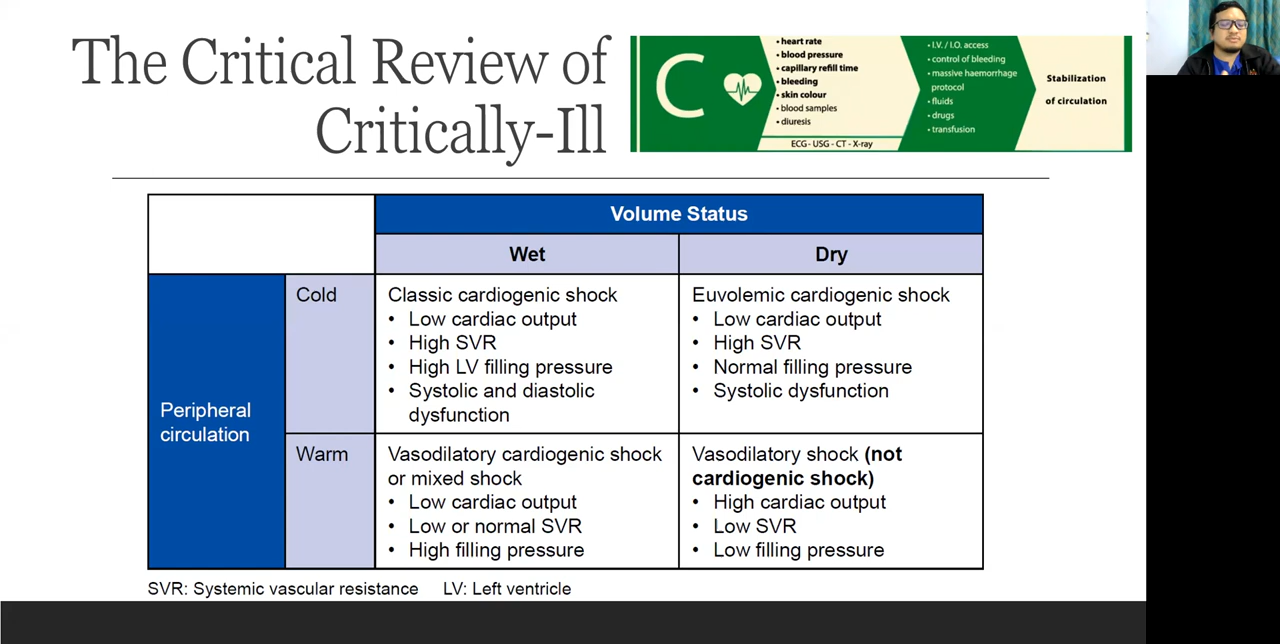 The Critical Review of
Critically-Ill
C
• heart rate
• blood pressure
• capillary refill time
• bleeding
• skin colour
• blood samples
• diuresis
ECG - USG - CT - X-ray
• I.V. / I.O. access
• control of bleeding
• massive haemorrhage
protocol
• fluids
• drugs
• transfusion
Stabilization
of circulation
Volume Status
Wet
Dry
Peripheral
circulation
Cold
Classic cardiogenic shock
• Low cardiac output
• High SVR
• High LV filling pressure
• Systolic and diastolic
dysfunction
Euvolemic cardiogenic shock
• Low cardiac output
• High SVR
• Normal filling pressure
• Systolic dysfunction
Warm
Vasodilatory cardiogenic shock
or mixed shock
• Low cardiac output
• Low or normal SVR
• High filling pressure
Vasodilatory shock (not
cardiogenic shock)
• High cardiac output
• Low SVR
• Low filling pressure
SVR: Systemic vascular resistance LV: Left ventricle